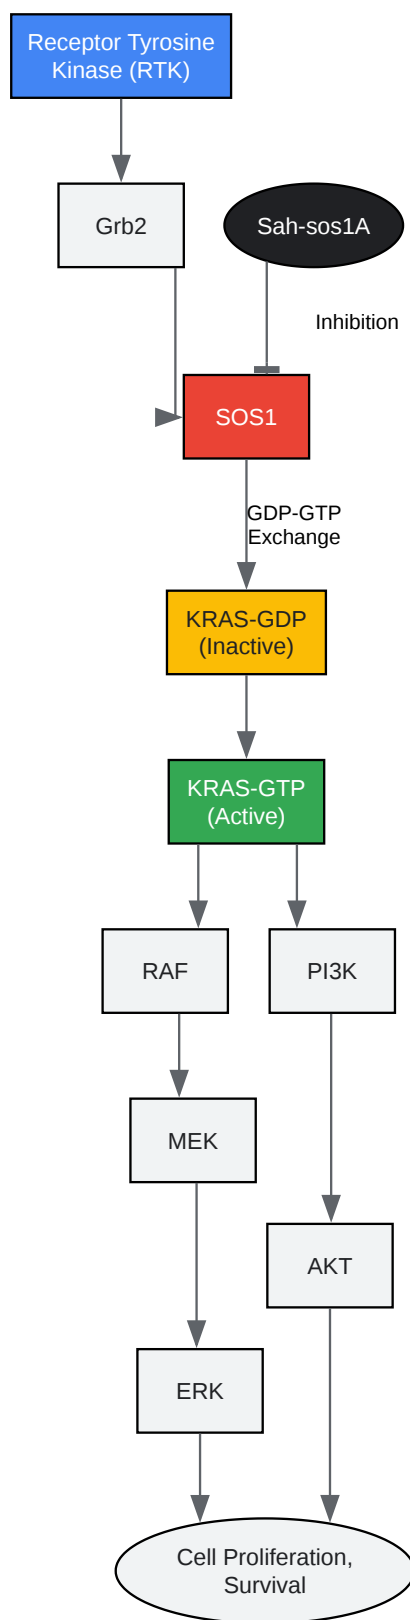 Receptor Tyrosine
Kinase (RTK)
Grb2
Sah-sos1A
Inhibition
SOS1
GDP-GTP
Exchange
KRAS-GDP
(Inactive)
KRAS-GTP
(Active)
RAF
PI3K
MEK
AKT
ERK
Cell Proliferation,
Survival